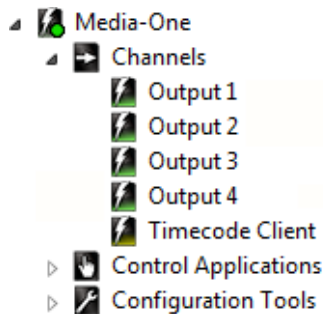 Media-One
Channels
Output 1
Output 2
Output 3
Output 4
Timecode Client
Control Applications
Configuration Tools